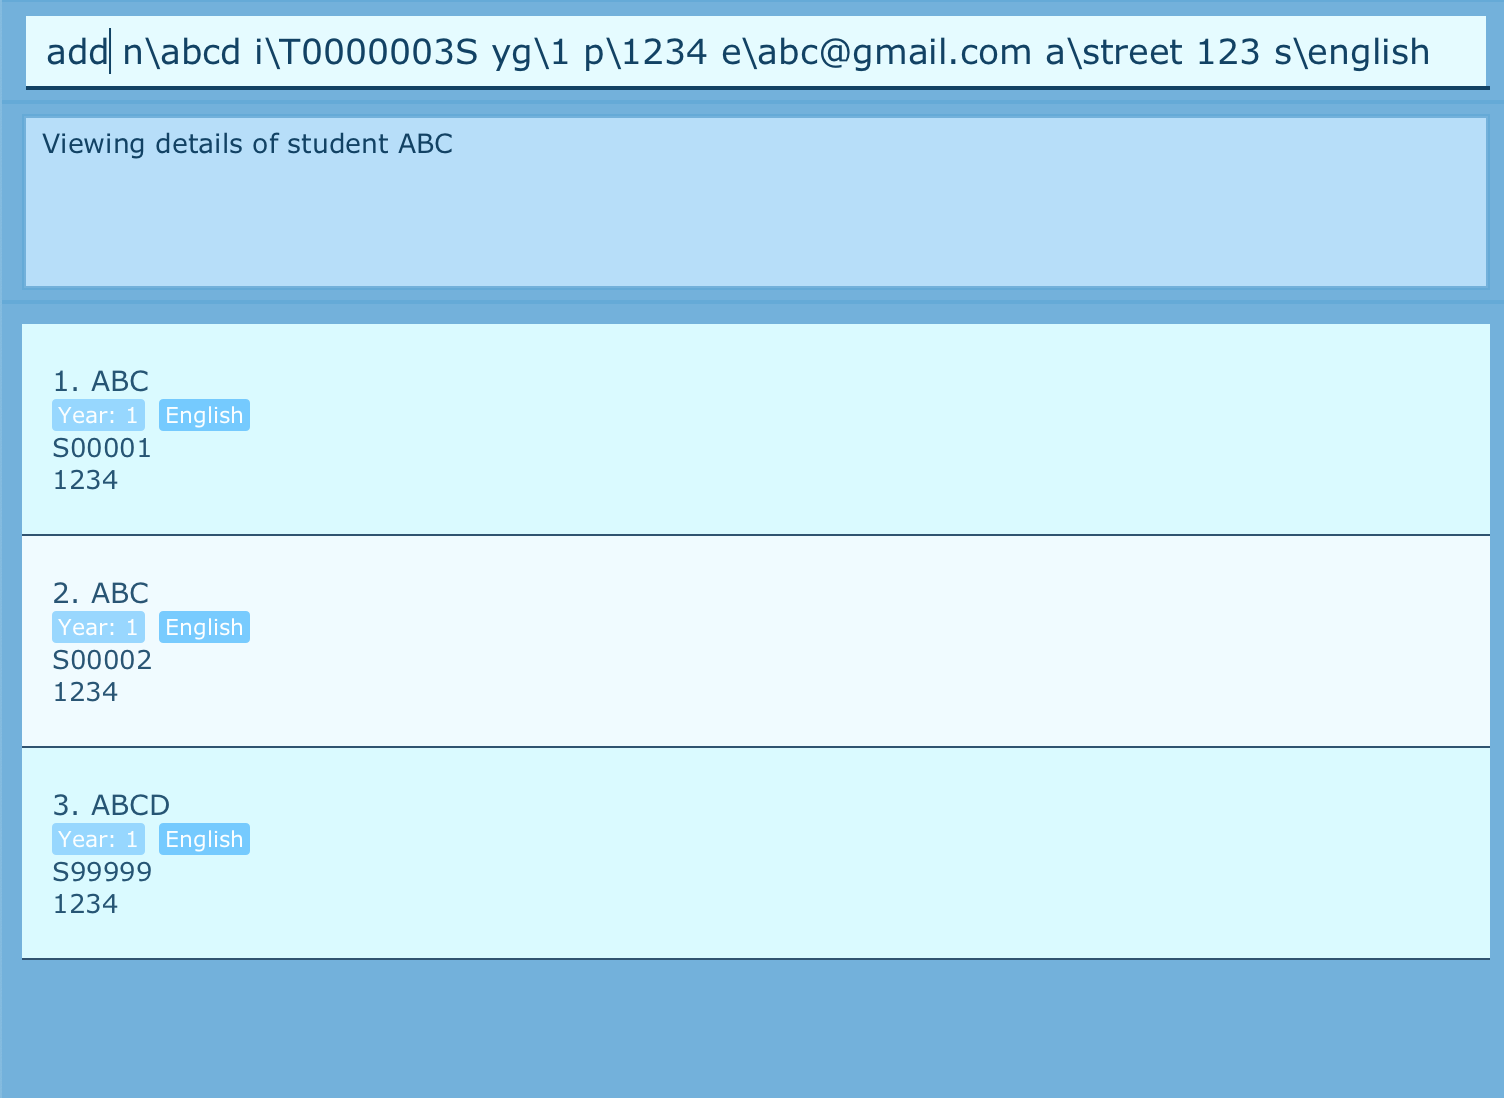 add n\abcd i\T0000003S yg\1 p\1234 e\abc@gmail.com a\street 123 s\english
Viewing details of student ABC
1. ABC
Year: 1 English
S00001
1234
2. ABC
Year: 1 English
S00002
1234
3. ABCD
Year: 1 English
S99999
1234